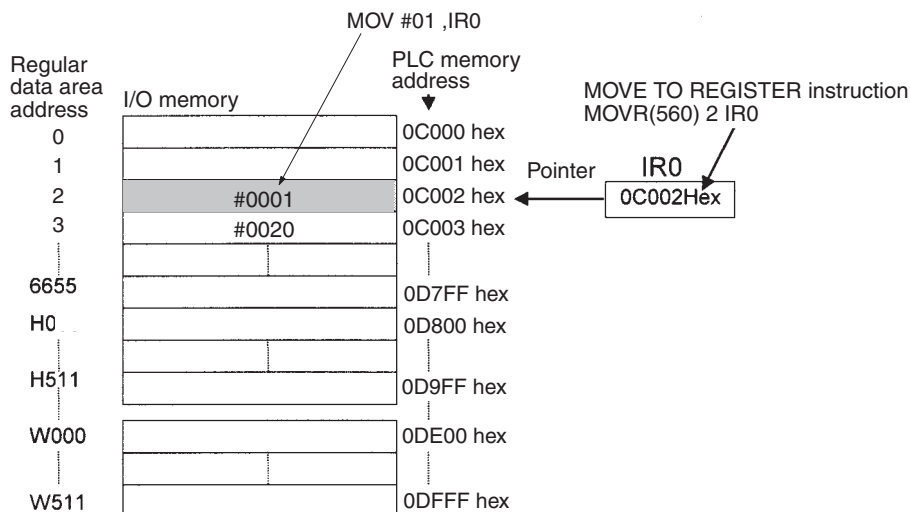 MOV #01 ,IR0
Regular
data area
address
I/O memory
PLC memory
address
MOVE TO REGISTER instruction
MOVR(560) 2 IR0
0
0C000 hex
1
0C001 hex
Pointer
IR0
2
#0001
0C002 hex
0C002Hex
3
#0020
0C003 hex
6655
0D7FF hex
H0
0D800 hex
H511
0D9FF hex
W000
0DE00 hex
W511
0DFFF hex